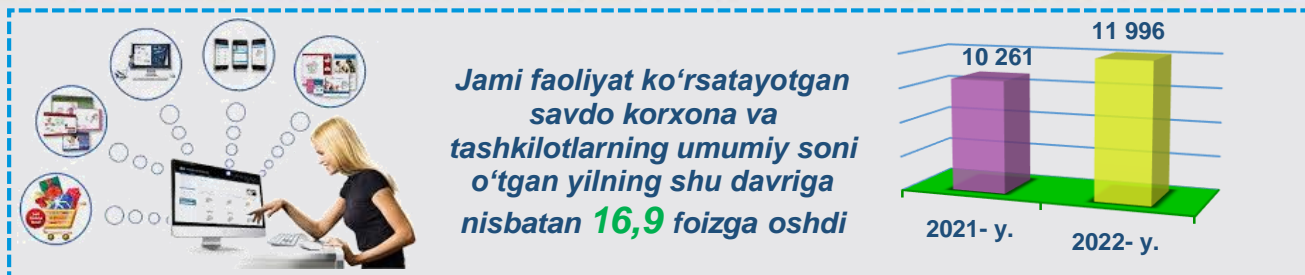 Jami faoliyat ko‘rsatayotgan
savdo korxona va
tashkilotlarning umumiy soni
o‘tgan yilning shu davriga
nisbatan 16,9 foizga oshdi
10 261
11 996
2021- y.
2022- y.